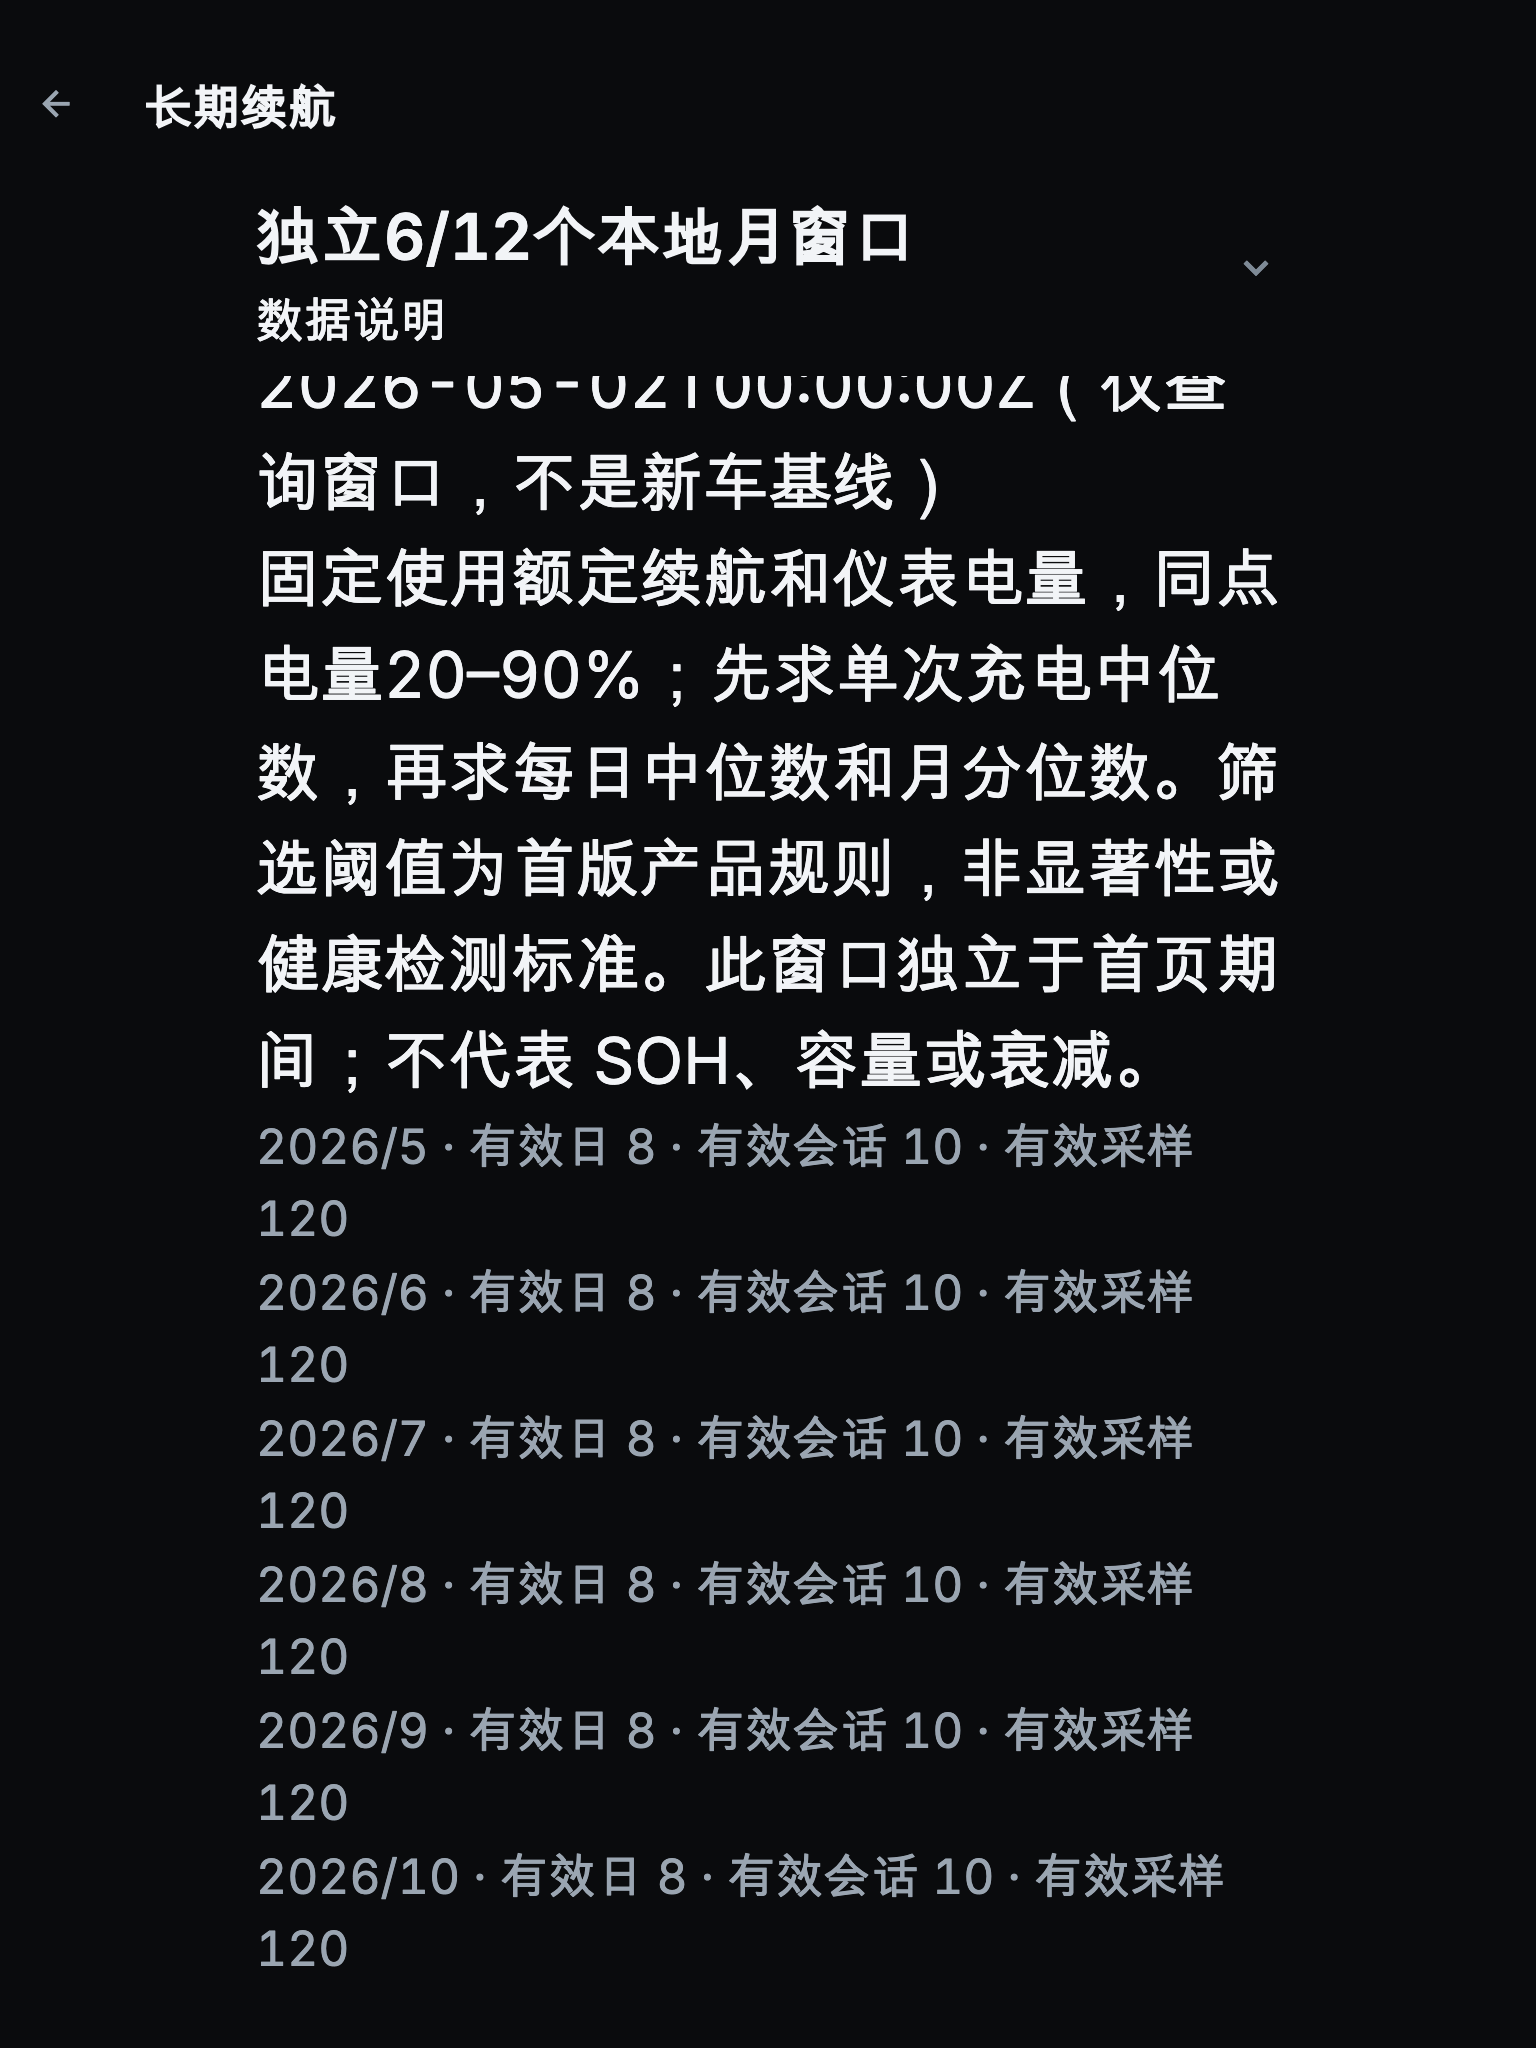 长期续航
独立6/12个本地月窗口
数据说明
2026-05-02T00:00:00Z（仅查
询窗口，不是新车基线）
固定使用额定续航和仪表电量，同点
电量20–90%；先求单次充电中位
数，再求每日中位数和月分位数。筛
选阈值为首版产品规则，非显著性或
健康检测标准。此窗口独立于首页期
间；不代表 SOH、容量或衰减。
2026/5 · 有效日 8 · 有效会话 10 · 有效采样
120
2026/6 · 有效日 8 · 有效会话 10 · 有效采样
120
2026/7 · 有效日 8 · 有效会话 10 · 有效采样
120
2026/8 · 有效日 8 · 有效会话 10 · 有效采样
120
2026/9 · 有效日 8 · 有效会话 10 · 有效采样
120
2026/10 · 有效日 8 · 有效会话 10 · 有效采样
120